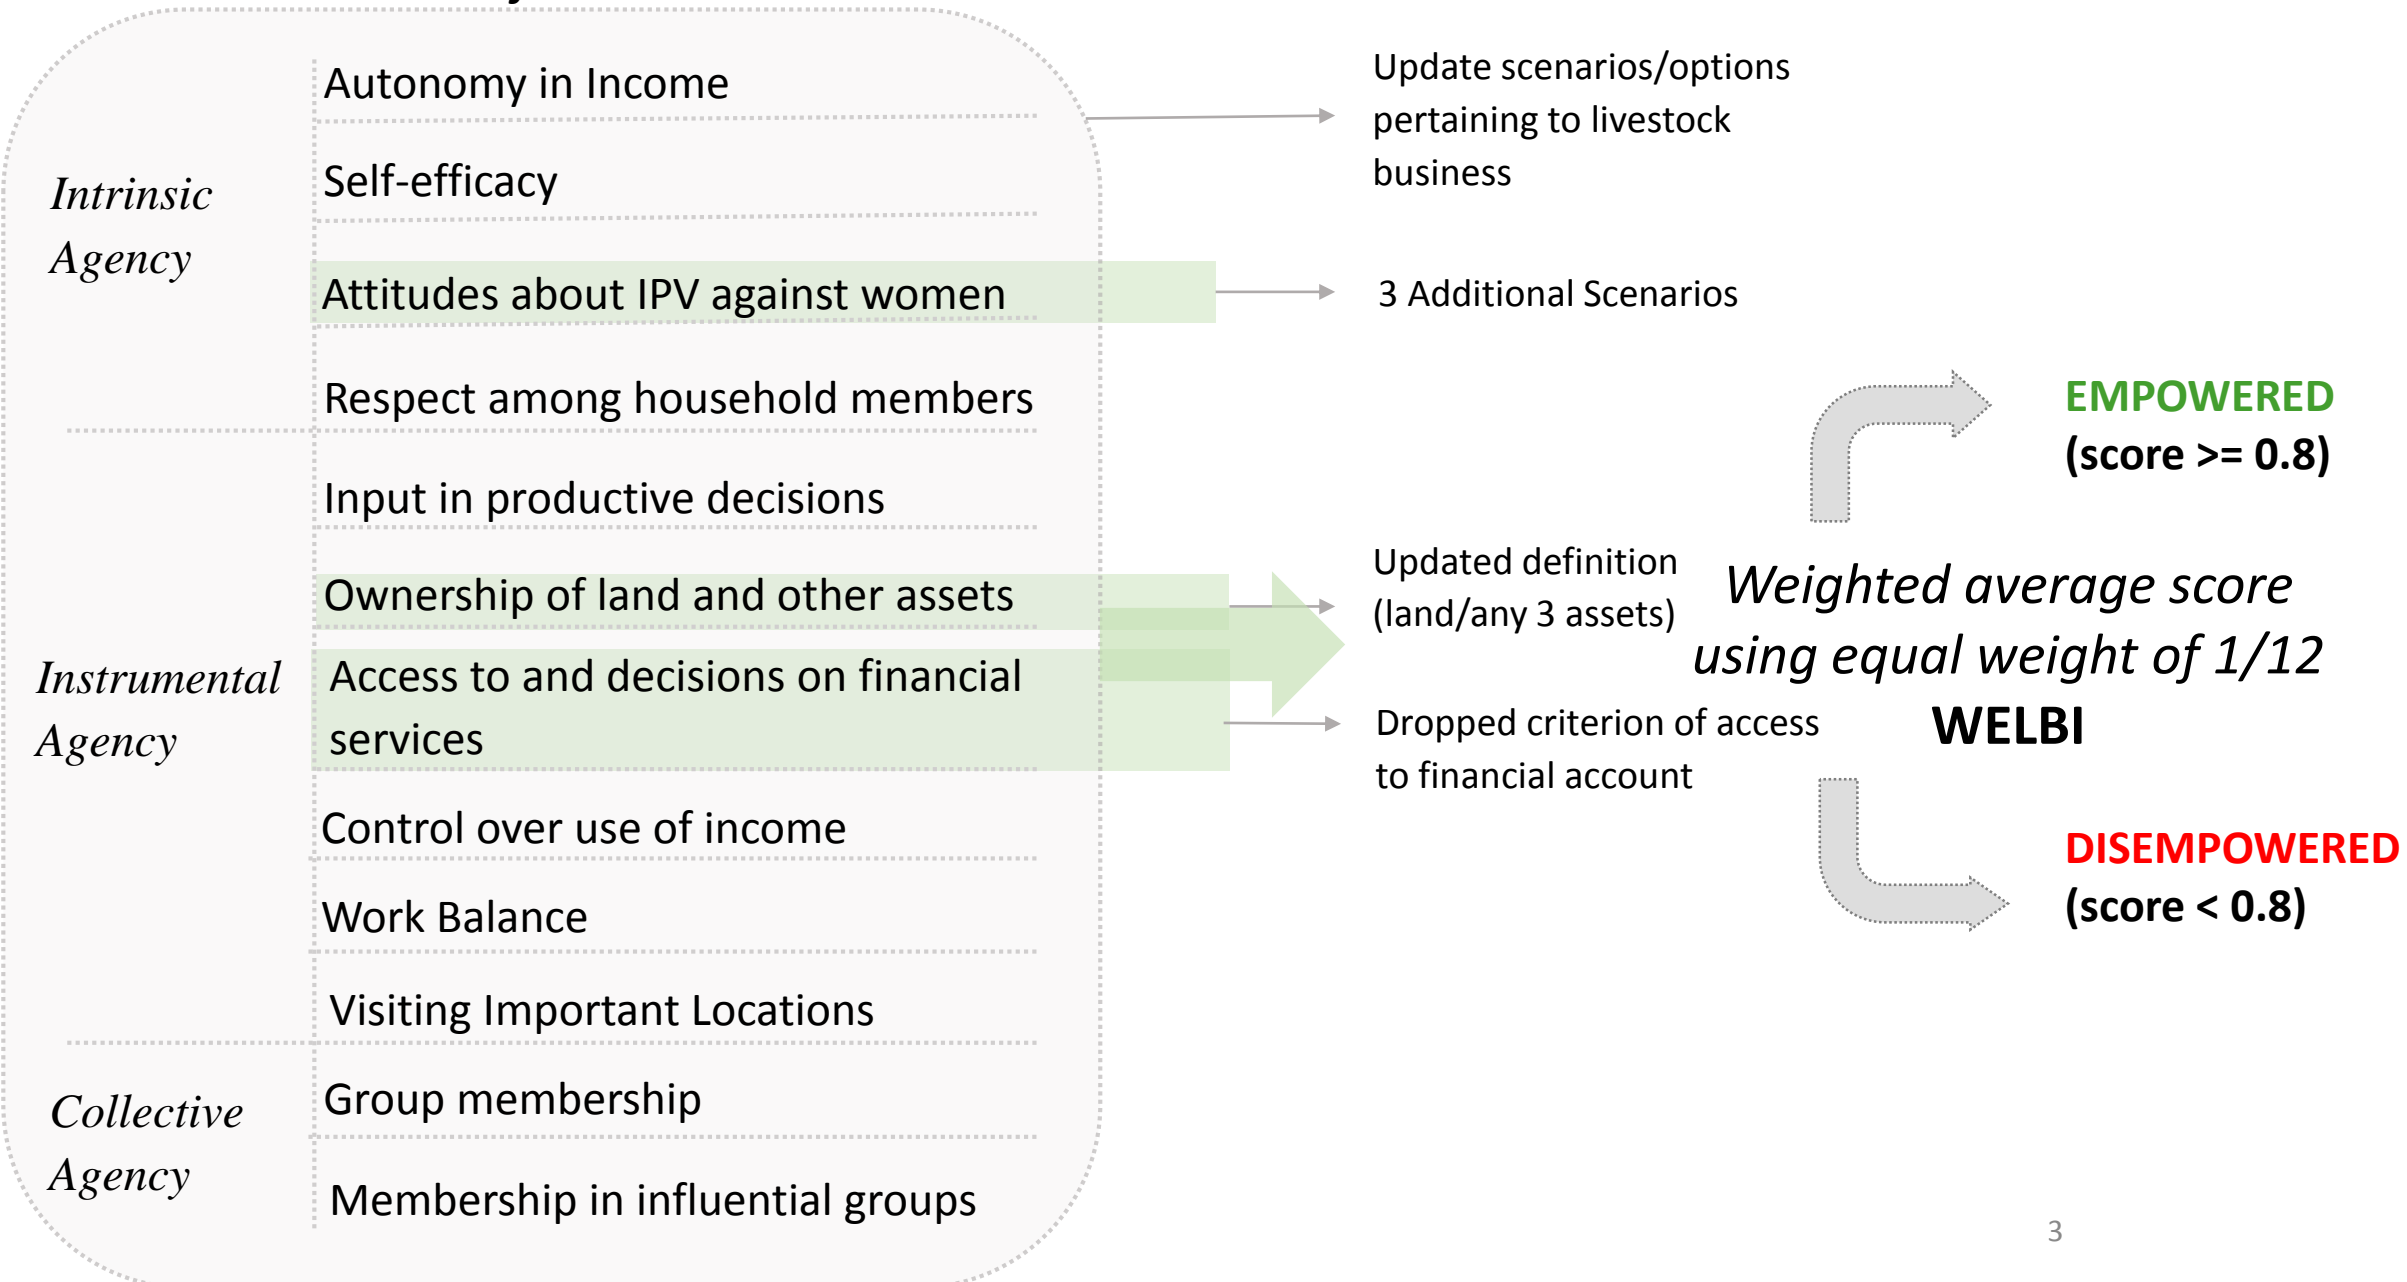 Intrinsic
Agency
Autonomy in Income
Self-efficacy
Attitudes about IPV against women
Respect among household members
Instrumental
Agency
Input in productive decisions
Ownership of land and other assets
Access to and decisions on financial
services
Control over use of income
Work Balance
Visiting Important Locations
Collective
Agency
Group membership
Membership in influential groups
Update scenarios/options
pertaining to livestock
business
3 Additional Scenarios
Updated definition
(land/any 3 assets)
Dropped criterion of access
to financial account
Weighted average score
using equal weight of 1/12
WELBI
EMPOWERED
(score >= 0.8)
DISEMPOWERED
(score < 0.8)
3